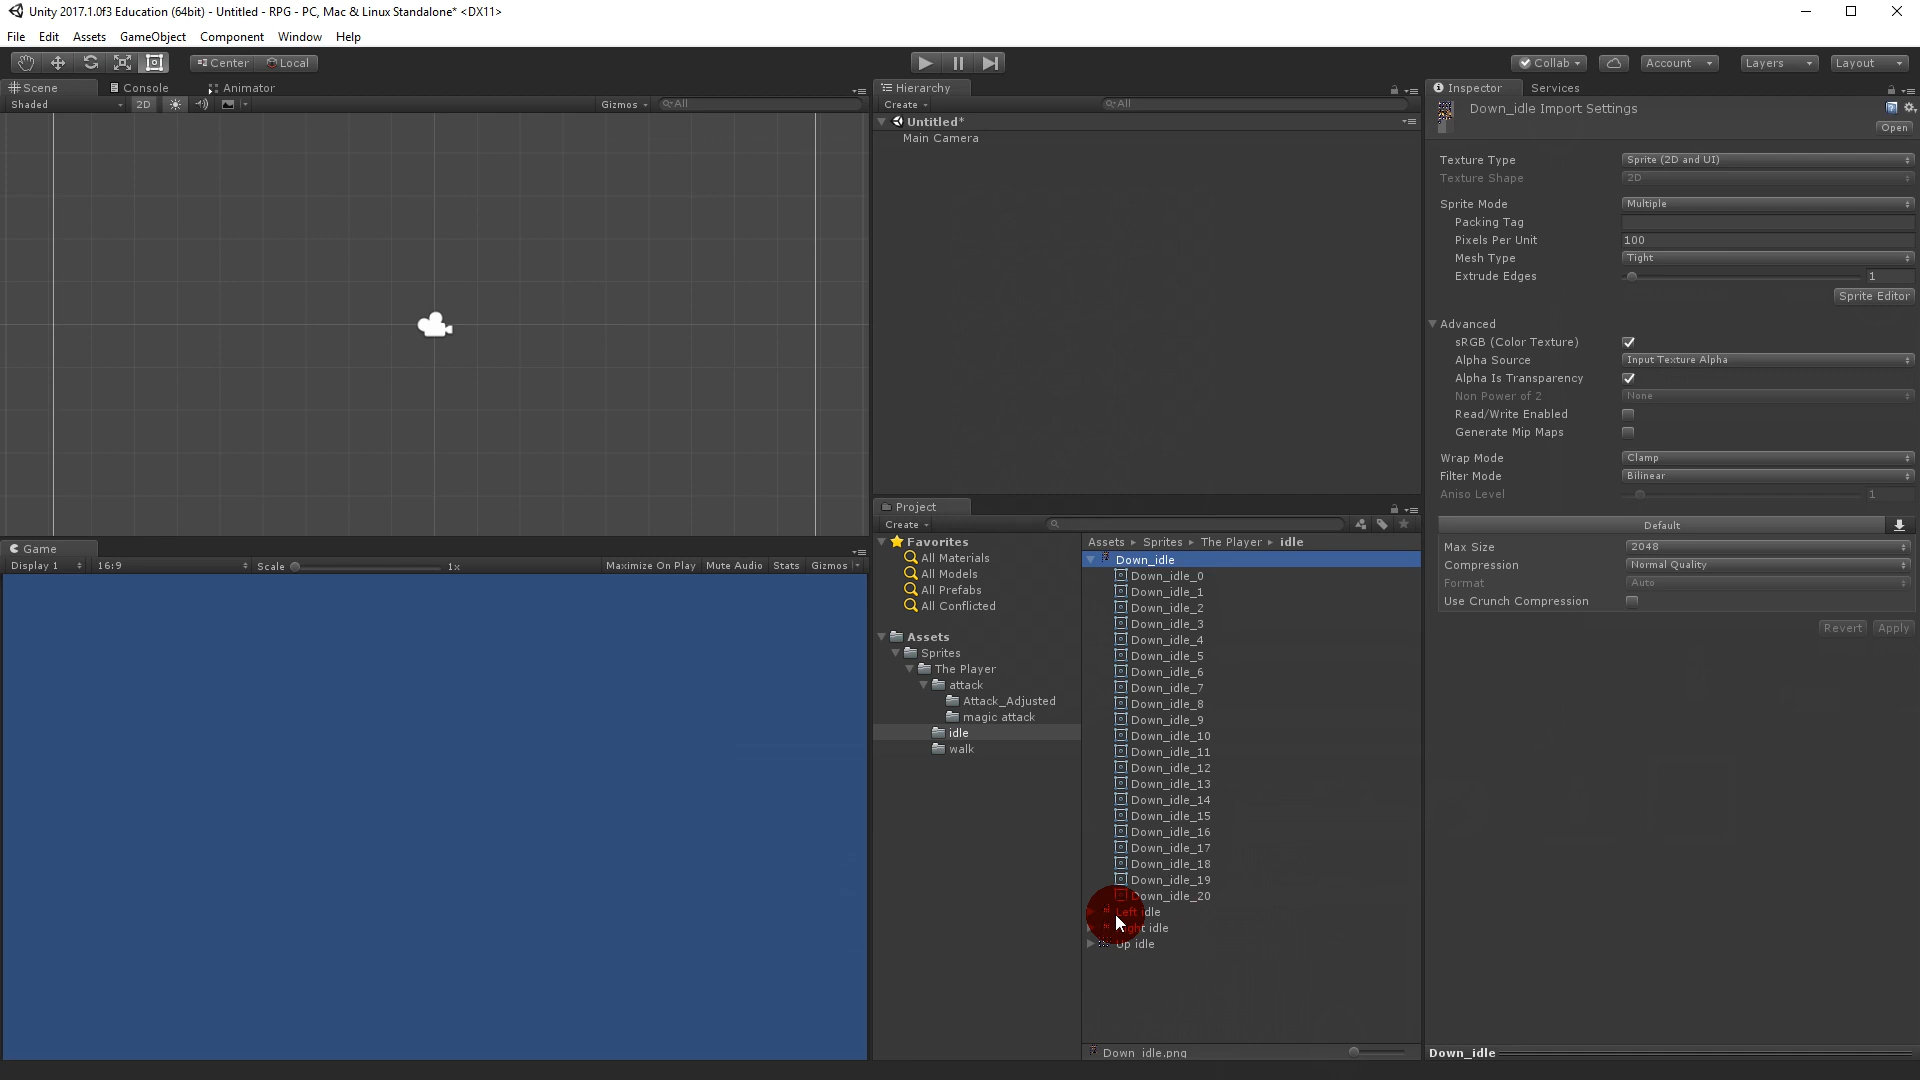 Unity 2017.1.0f3 Education (64bit) - Untitled - RPG - PC, Mac & Linux Standalone* <DX11>
File Edit Assets GameObject Component Window Help
Center Local
Collab Account Layers Layout
Scene Console Animator
Shaded 2D Gizmos All
Hierarchy
Create All
Untitled*
Main Camera
Game
Display 1 16:9 Scale 1x Maximize On Play Mute Audio Stats Gizmos
Project
Create
Favorites
All Materials
All Models
All Prefabs
All Conflicted
Assets
Sprites
The Player
attack
Attack_Adjusted
magic attack
idle
walk
Assets Sprites The Player idle
Down_idle
Down_idle_0
Down_idle_1
Down_idle_2
Down_idle_3
Down_idle_4
Down_idle_5
Down_idle_6
Down_idle_7
Down_idle_8
Down_idle_9
Down_idle_10
Down_idle_11
Down_idle_12
Down_idle_13
Down_idle_14
Down_idle_15
Down_idle_16
Down_idle_17
Down_idle_18
Down_idle_19
Down_idle_20
Left idle
Right idle
Up idle
Down_idle.png
Inspector Services
Down_idle Import Settings
Open
Texture Type Sprite (2D and UI)
Texture Shape 2D
Sprite Mode Multiple
Packing Tag
Pixels Per Unit 100
Mesh Type Tight
Extrude Edges 1
Sprite Editor
Advanced
sRGB (Color Texture)
Alpha Source Input Texture Alpha
Alpha Is Transparency
Non Power of 2 None
Read/Write Enabled
Generate Mip Maps
Wrap Mode Clamp
Filter Mode Bilinear
Aniso Level 1
Default
Max Size 2048
Compression Normal Quality
Format Auto
Use Crunch Compression
Revert Apply
Down_idle